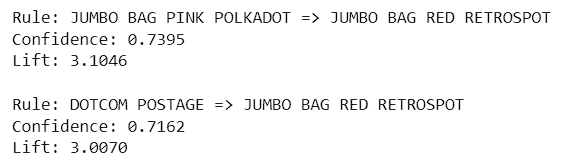 Rule: JUMBO BAG PINK POLKADOT => JUMBO BAG RED RETROSPOT
Confidence: 0.7395
Lift: 3.1046
Rule: DOTCOM POSTAGE => JUMBO BAG RED RETROSPOT
Confidence: 0.7162
Lift: 3.0070